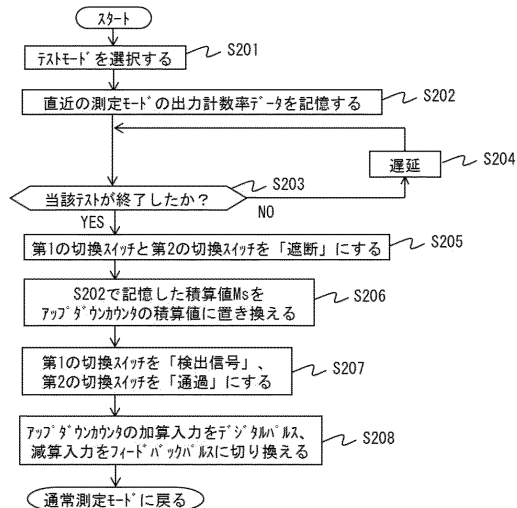 スタート
テストモードを選択する
S201
直近の測定モードの出力計数率データを記憶する
S202
遅延
S204
当該テストが終了したか？
S203
YES
NO
第1の切換スイッチと第2の切換スイッチを「遮断」にする
S205
S202で記憶した積算値Msを
アップダウンカウンタの積算値に置き換える
S206
第1の切換スイッチを「検出信号」、
第2の切換スイッチを「通過」にする
S207
アップダウンカウンタの加算入力をデジタルパルス、
減算入力をフィードバックパルスに切り換える
S208
通常測定モードに戻る